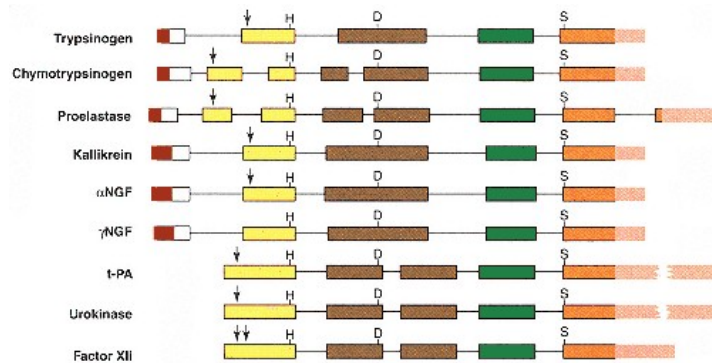 H D S
Trypsinogen
H D S
Chymotrypsinogen
H D S
Proelastase
H D S
Kallikrein
H D S
αNGF
H D S
γNGF
H D S
t-PA
H D S
Urokinase
H D S
Factor XII